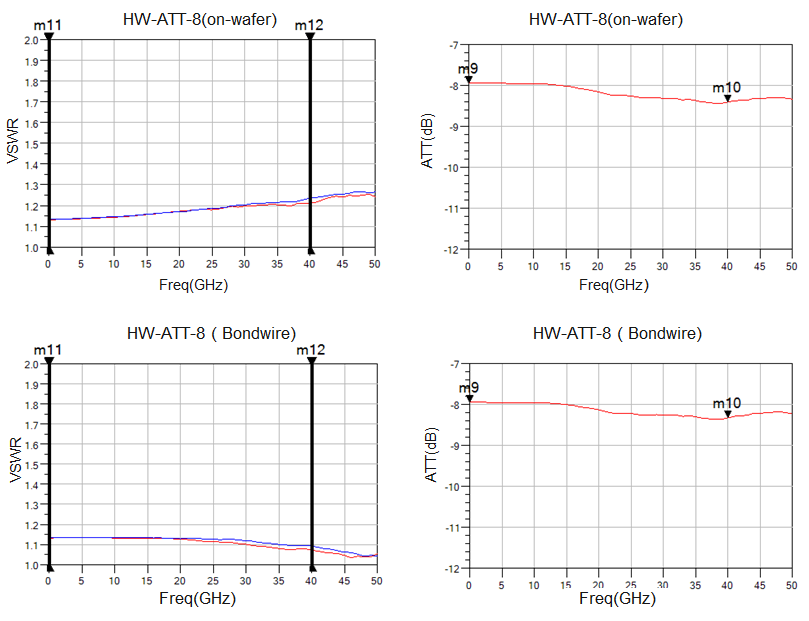 HW-ATT-8(on-wafer)
m11
m12
VSWR
2.0
1.9
1.8
1.7
1.6
1.5
1.4
1.3
1.2
1.1
1.0
0 5 10 15 20 25 30 35 40 45 50
Freq(GHz)
HW-ATT-8(on-wafer)
m9
m10
ATT(dB)
-7
-8
-9
-10
-11
-12
0 5 10 15 20 25 30 35 40 45 50
Freq(GHz)
HW-ATT-8 ( Bondwire)
m11
m12
VSWR
2.0
1.9
1.8
1.7
1.6
1.5
1.4
1.3
1.2
1.1
1.0
0 5 10 15 20 25 30 35 40 45 50
Freq(GHz)
HW-ATT-8 ( Bondwire)
m9
m10
ATT(dB)
-7
-8
-9
-10
-11
-12
0 5 10 15 20 25 30 35 40 45 50
Freq(GHz)